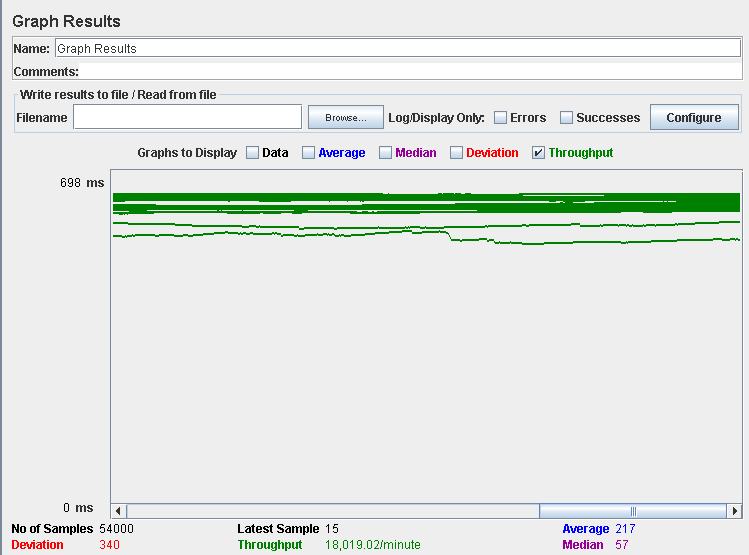 Graph Results
Name: Graph Results
Comments:
Write results to file / Read from file
Filename Browse... Log/Display Only: Errors Successes Configure
Graphs to Display Data Average Median Deviation Throughput
698 ms
0 ms
No of Samples 54000 Latest Sample 15 Average 217
Deviation 340 Throughput 18,019.02/minute Median 57